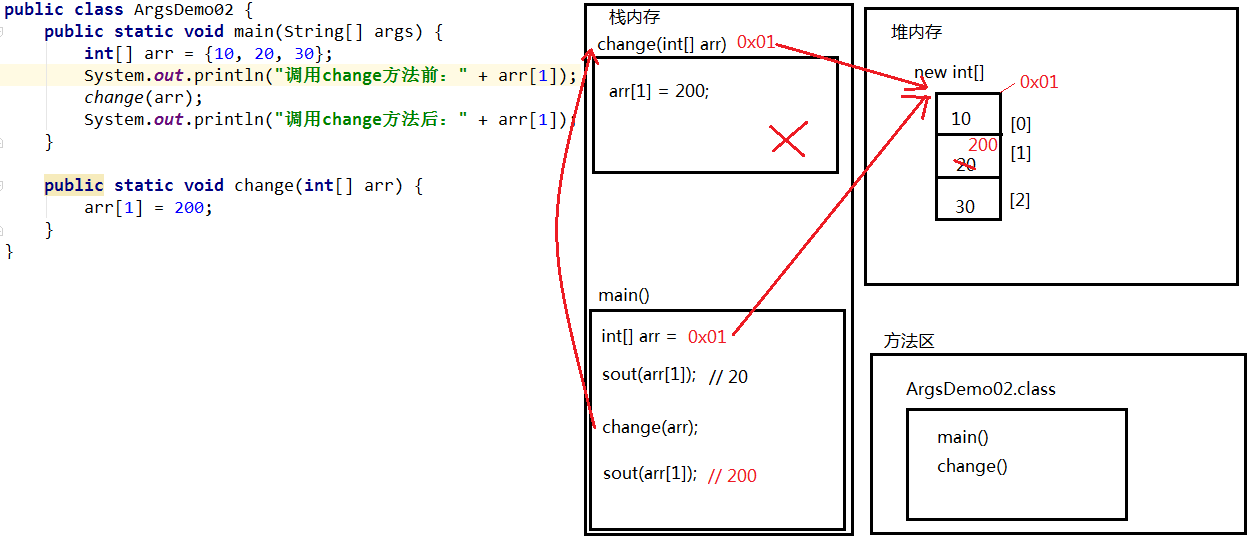 public class ArgsDemo02 {
public static void main(String[] args) {
int[] arr = {10, 20, 30};
System.out.println("调用change方法前：" + arr[1]);
change(arr);
System.out.println("调用change方法后：" + arr[1])
}
public static void change(int[] arr) {
arr[1] = 200;
}
}
栈内存
change(int[] arr) 0x01
arr[1] = 200;
main()
int[] arr = 0x01
sout(arr[1]); // 20
change(arr);
sout(arr[1]); // 200
堆内存
new int[]
0x01
10 [0]
200
20 [1]
30 [2]
方法区
ArgsDemo02.class
main()
change()